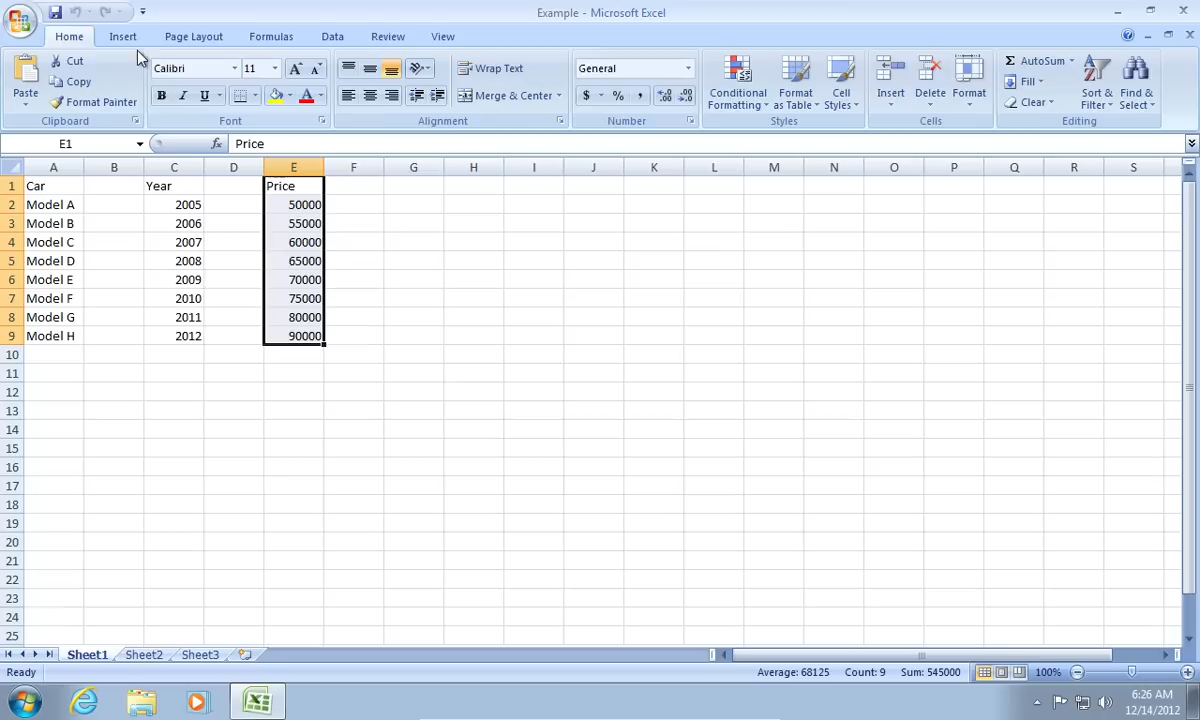 Example - Microsoft Excel
Home Insert Page Layout Formulas Data Review View
Paste
Cut
Copy
Format Painter
Clipboard
Calibri 11
B I U
Font
Wrap Text
Merge & Center
Alignment
General
$ % ,
Number
Conditional Formatting
Format as Table
Cell Styles
Styles
Insert Delete Format
Cells
Σ AutoSum
Fill
Clear
Sort & Filter
Find & Select
Editing
E1 fx Price
A B C D E F G H I J K L M N O P Q R S
1 Car Year Price
2 Model A 2005 50000
3 Model B 2006 55000
4 Model C 2007 60000
5 Model D 2008 65000
6 Model E 2009 70000
7 Model F 2010 75000
8 Model G 2011 80000
9 Model H 2012 90000
10
11
12
13
14
15
16
17
18
19
20
21
22
23
24
25
Sheet1 Sheet2 Sheet3
Ready Average: 68125 Count: 9 Sum: 545000 100%
6:26 AM
12/14/2012